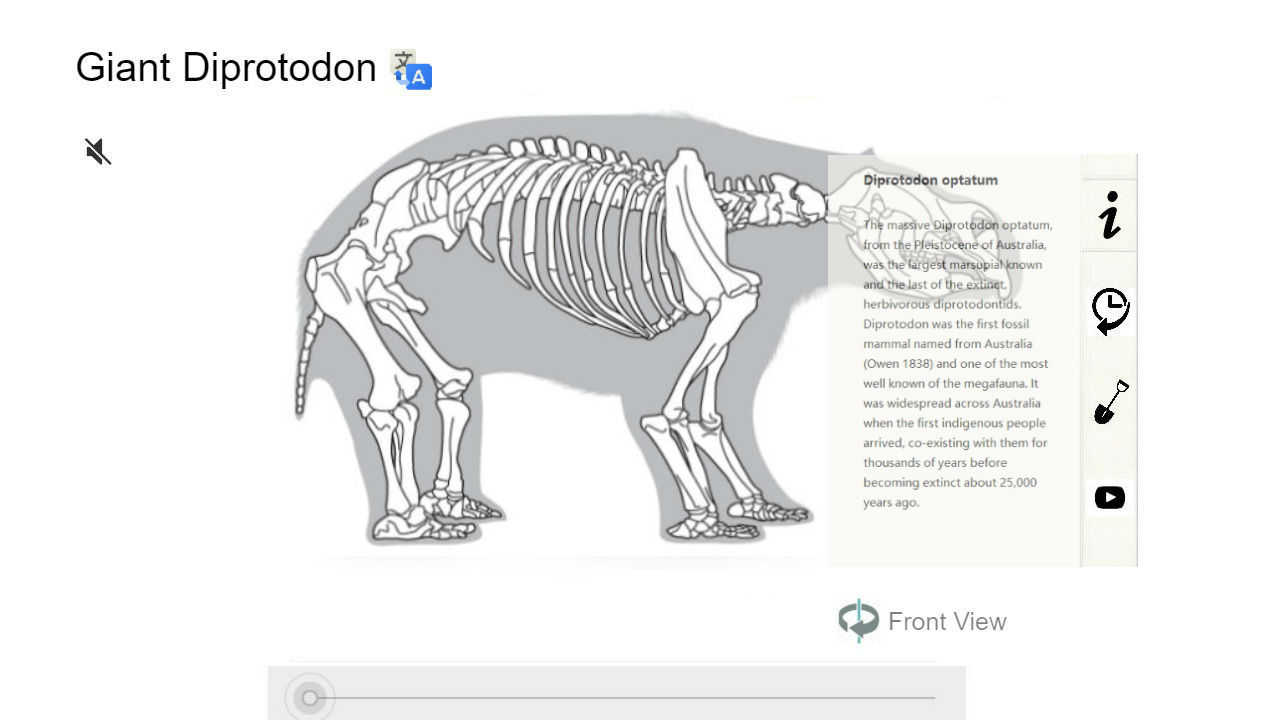 Giant Diprotodon
文
A
Diprotodon optatum
The massive Diprotodon optatum,
from the Pleistocene of Australia,
was the largest marsupial known
and the last of the extinct,
herbivorous diprotodontids.
Diprotodon was the first fossil
mammal named from Australia
(Owen 1838) and one of the most
well known of the megafauna. It
was widespread across Australia
when the first indigenous people
arrived, co-existing with them for
thousands of years before
becoming extinct about 25,000
years ago.
i
Front View